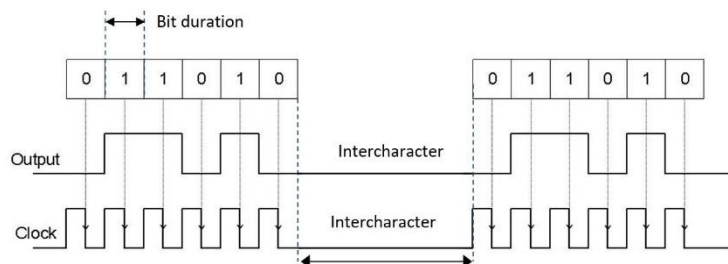 Bit duration
0 1 1 0 1 0 0 1 1 0 1 0
Output Intercharacter
Clock Intercharacter